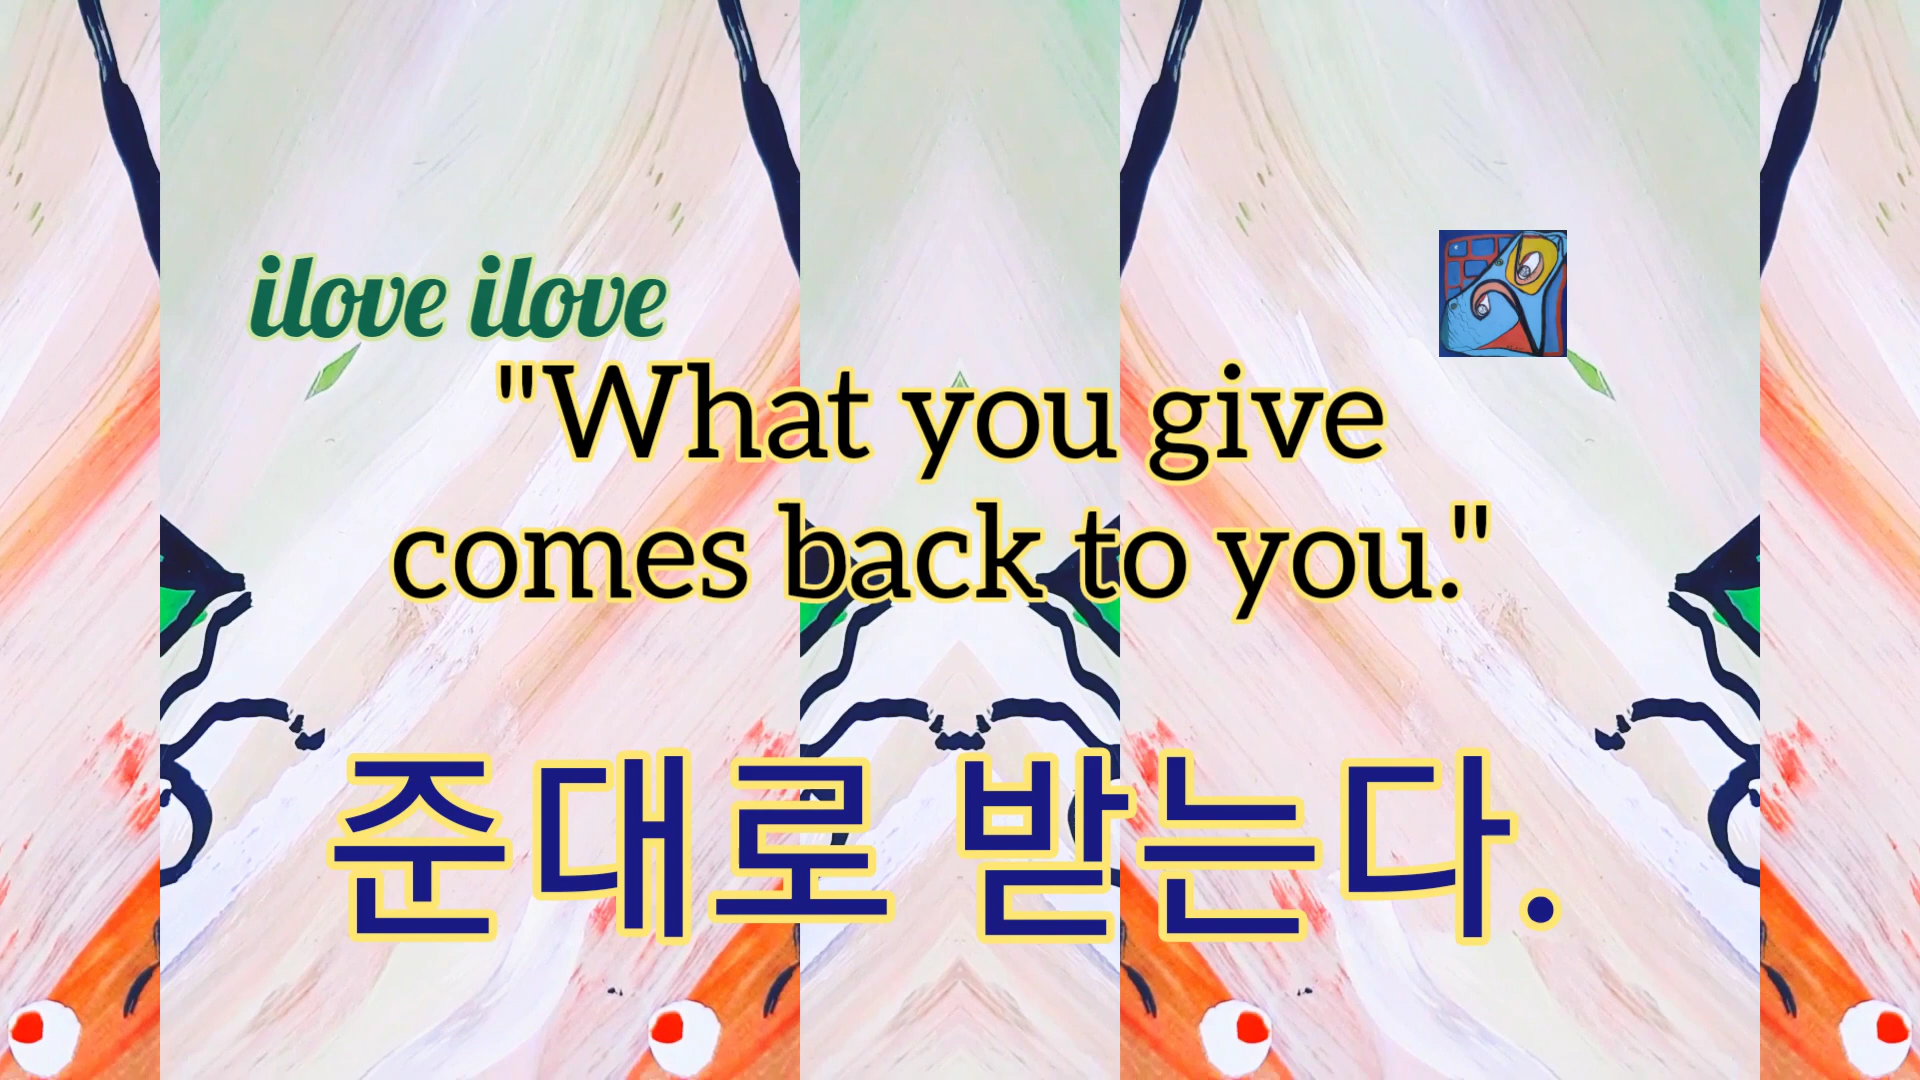 ilove ilove
"What you give
comes back to you."
준대로 받는다.